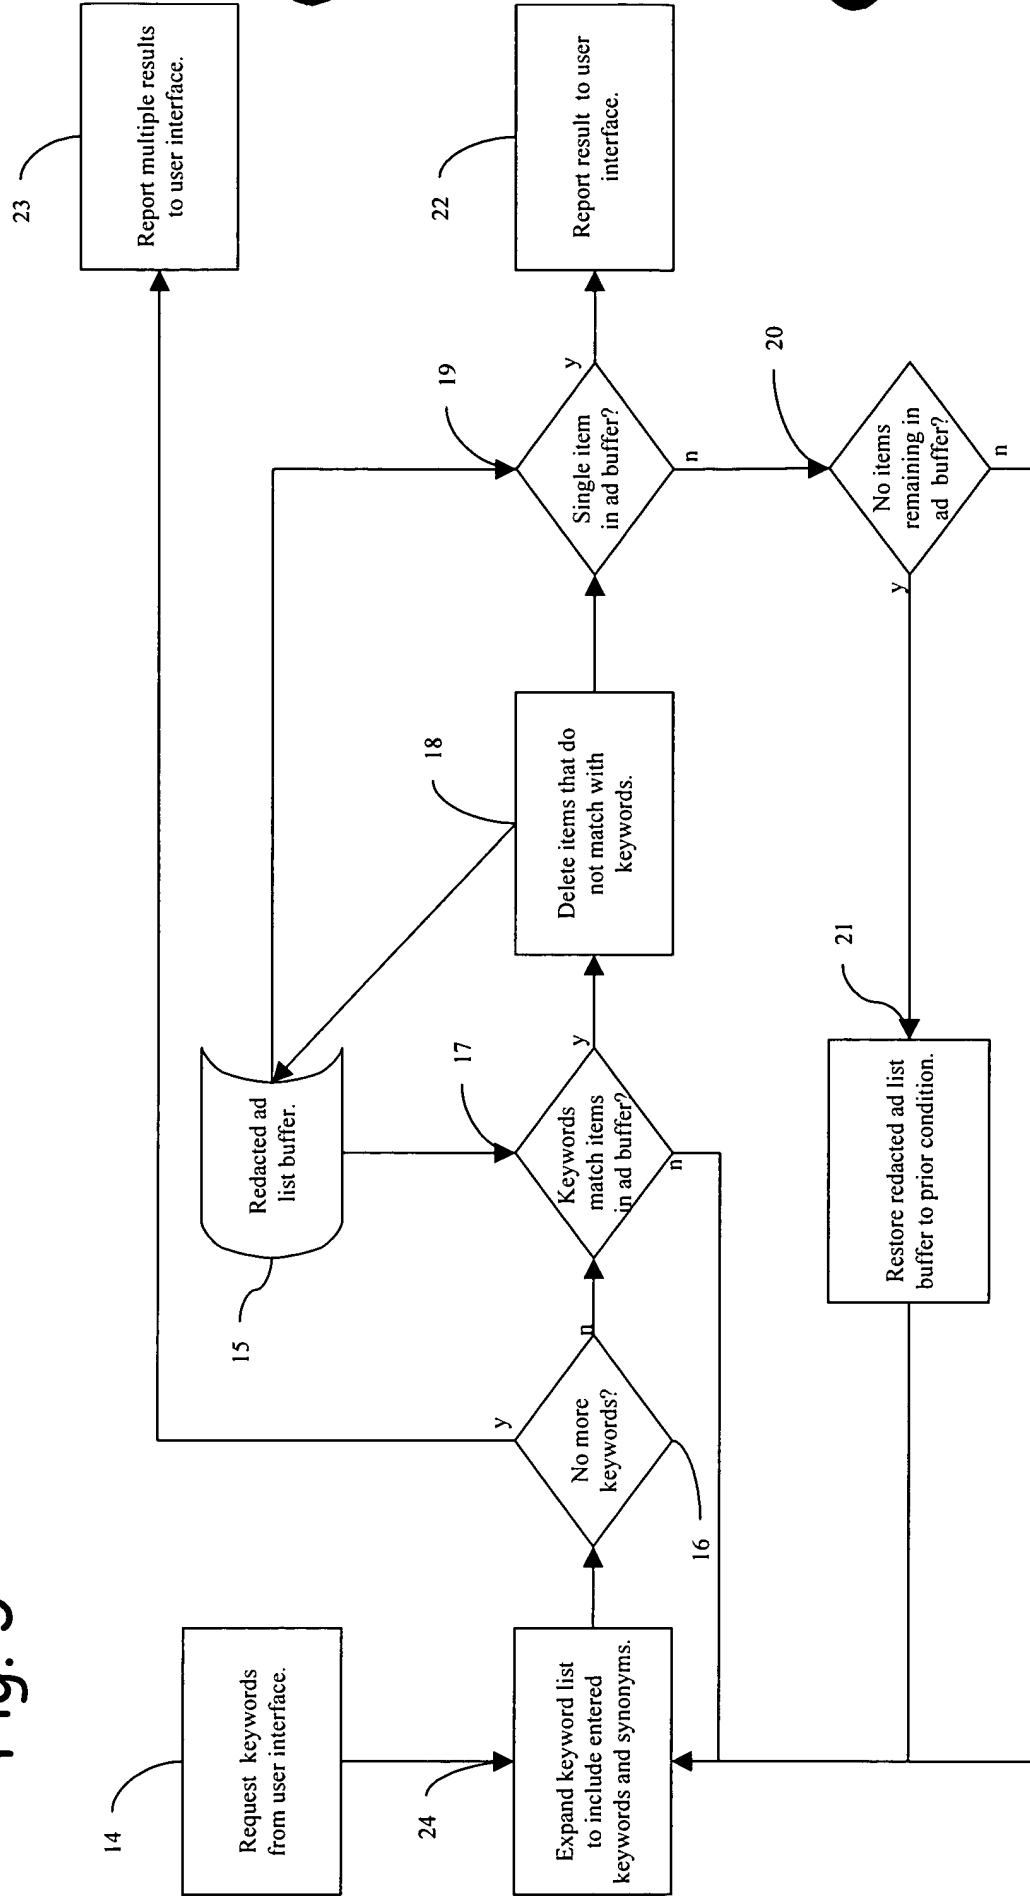 Fig.
23
Report multiple results
to user interface.
14
Request keywords
from user interface.
15
Redacted ad
list buffer.
24
Expand keyword list
to include entered
keywords and synonyms.
y
No more
keywords?
n
16
17
Keywords
match items
in ad buffer?
y
n
18
Delete items that do
not match with
keywords.
19
Single item
in ad buffer?
y
n
22
Report result to user
interface.
20
No items
remaining in
ad buffer?
y
n
21
Restore redacted ad list
buffer to prior condition.